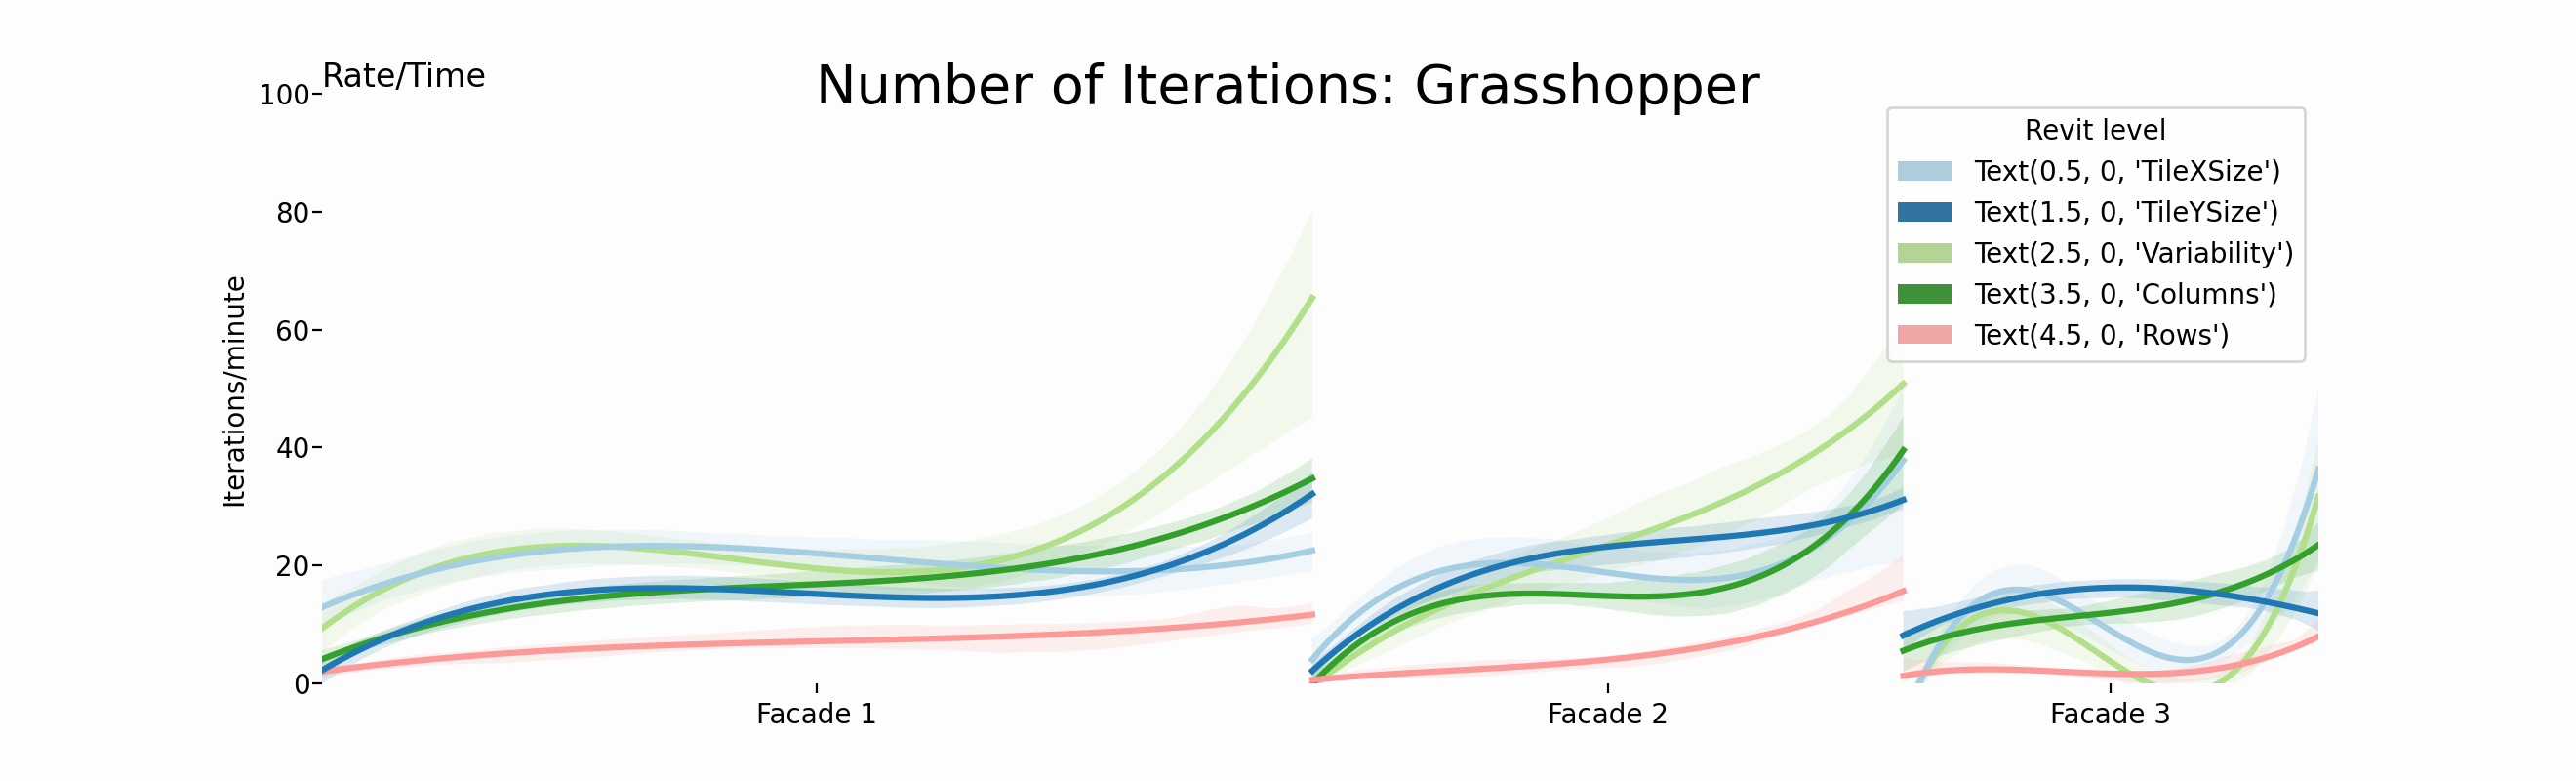 Rate/Time
Number of Iterations: Grasshopper
100
80
60
40
20
0
Iterations/minute
Revit level
Text(0.5, 0, 'TileXSize')
Text(1.5, 0, 'TileYSize')
Text(2.5, 0, 'Variability')
Text(3.5, 0, 'Columns')
Text(4.5, 0, 'Rows')
Facade 1
Facade 2
Facade 3